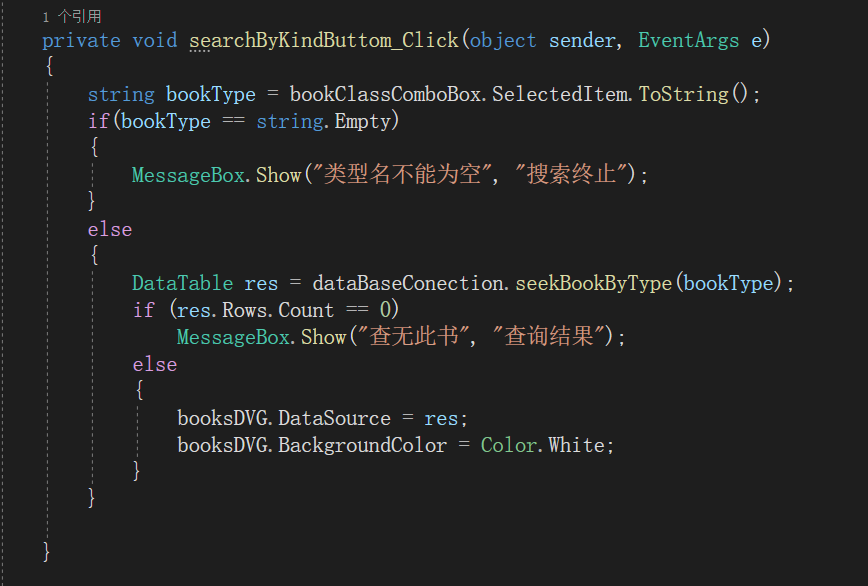 1 个引用
private void searchByKindButtom_Click(object sender, EventArgs e)
{
    string bookType = bookClassComboBox.SelectedItem.ToString();
    if(bookType == string.Empty)
    {
        MessageBox.Show("类型名不能为空", "搜索终止");
    }
    else
    {
        DataTable res = dataBaseConection.seekBookByType(bookType);
        if (res.Rows.Count == 0)
            MessageBox.Show("查无此书", "查询结果");
        else
        {
            booksDVG.DataSource = res;
            booksDVG.BackgroundColor = Color.White;
        }
    }
}